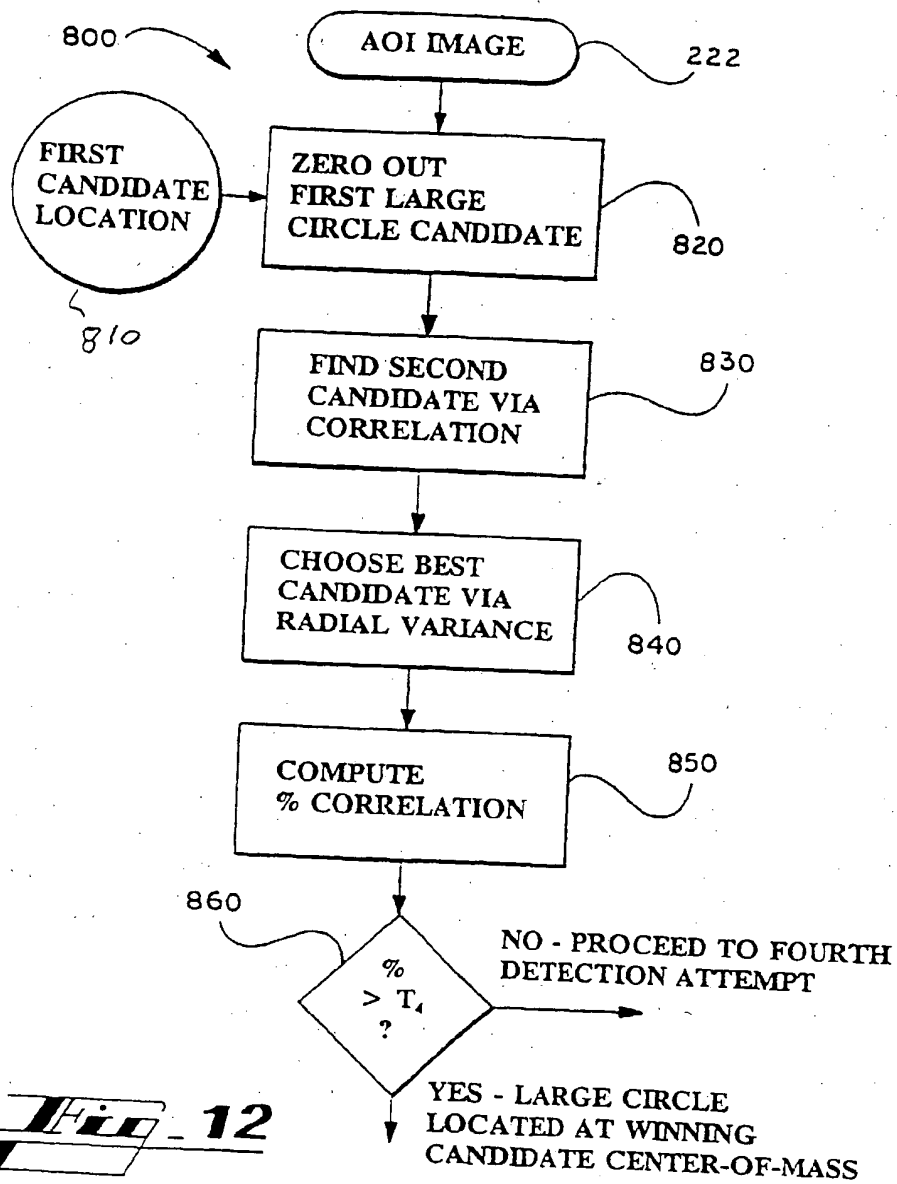 800
AOI IMAGE
222
FIRST
CANDIDATE
LOCATION
810
ZERO OUT
FIRST LARGE
CIRCLE CANDIDATE
820
FIND SECOND
CANDIDATE VIA
CORRELATION
830
CHOOSE BEST
CANDIDATE VIA
RADIAL VARIANCE
840
COMPUTE
% CORRELATION
850
860
%
> T₄
?
NO - PROCEED TO FOURTH
DETECTION ATTEMPT
YES - LARGE CIRCLE
LOCATED AT WINNING
CANDIDATE CENTER-OF-MASS
Fig_12